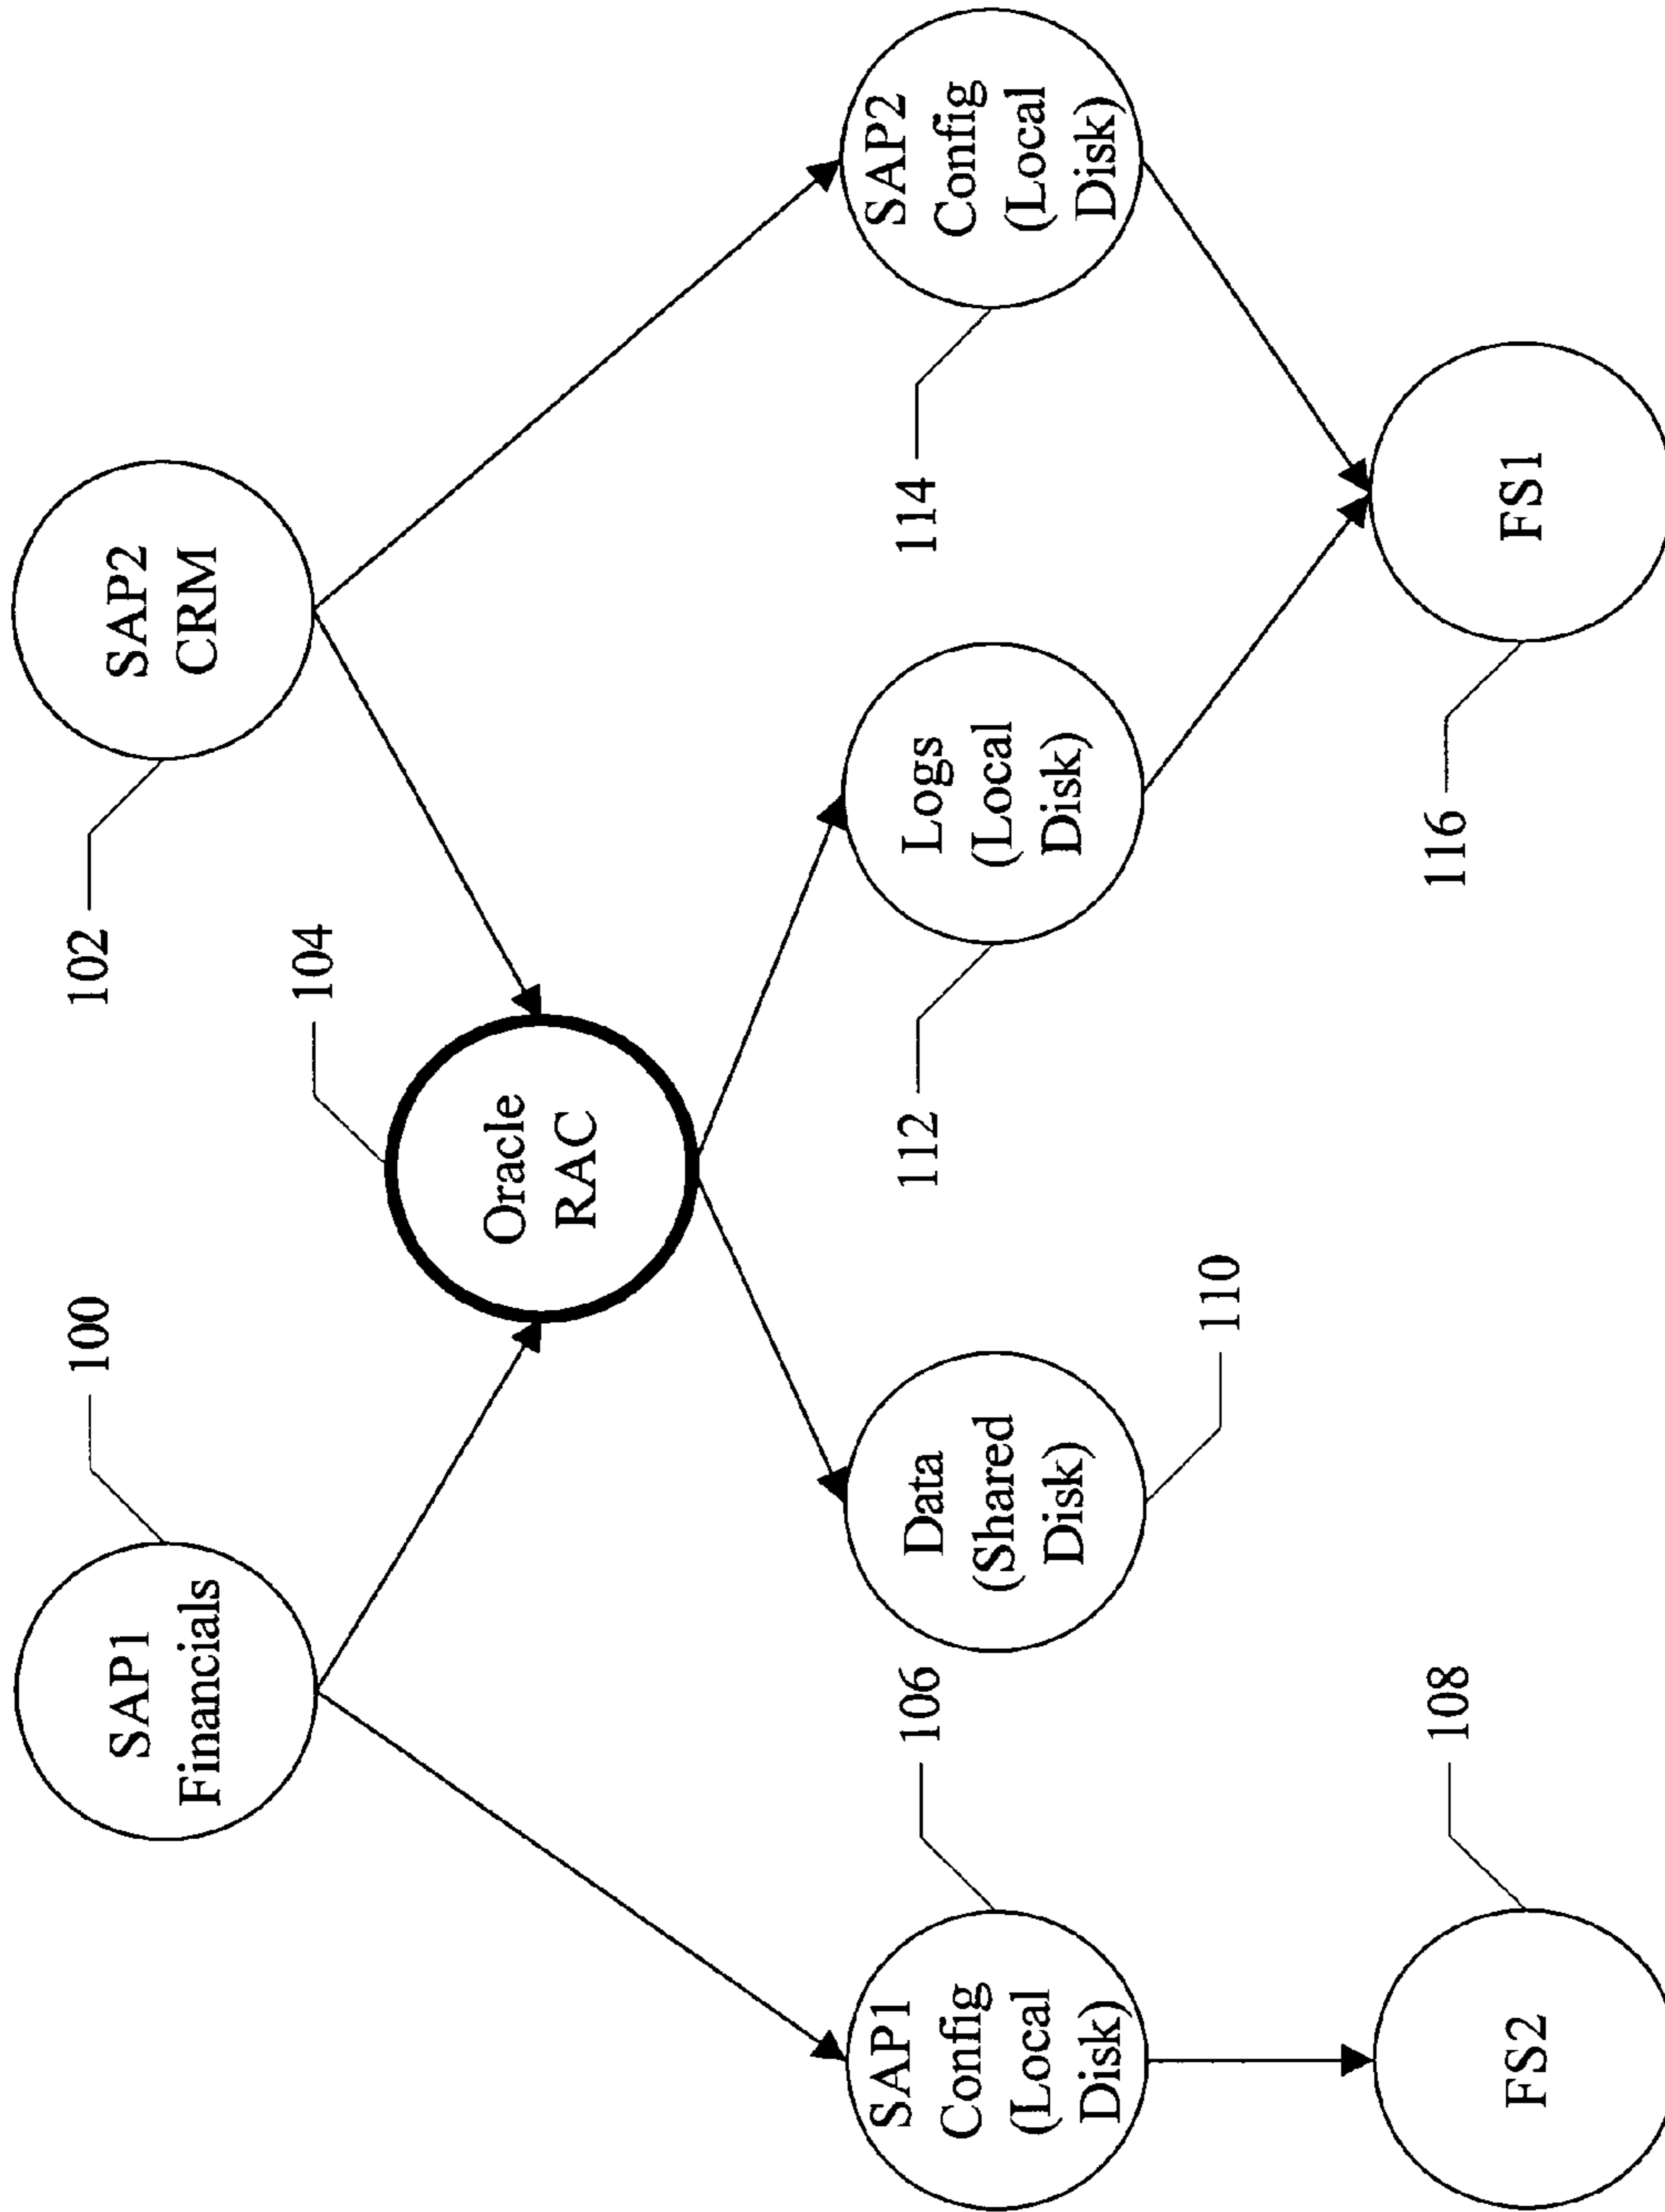 100
SAP1
Financials
102
SAP2
CRM
104
Oracle
RAC
106
SAP1
Config
(Local
Disk)
110
Data
(Shared
Disk)
112
Logs
(Local
Disk)
114
SAP2
Config
(Local
Disk)
108
FS2
116
FS1